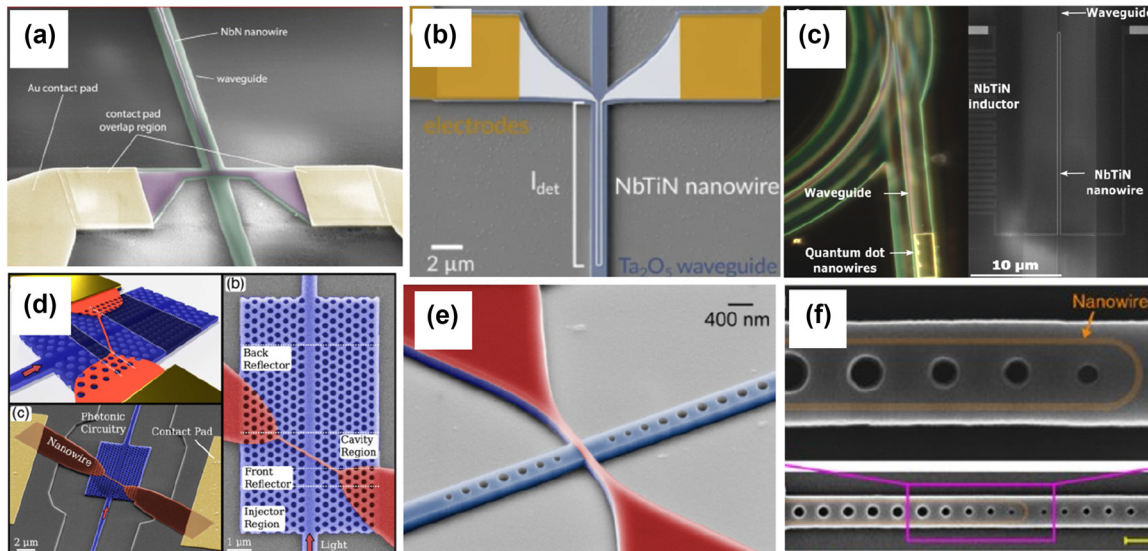 (a)
NbN nanowire
waveguide
Au contact pad
contact pad
overlap region
(b)
electrodes
l_det
NbTiN nanowire
2 μm
Ta₂O₅ waveguide
(c)
Waveguide
NbTiN
inductor
Waveguide
NbTiN
nanowire
Quantum dot
nanowires
10 μm
(d)
(b)
Back
Reflector
Cavity
Region
Front
Reflector
Injector
Region
1 μm
Light
(c)
Photonic
Circuitry
Contact Pad
Nanowire
2 μm
(e)
400 nm
(f)
Nanowire